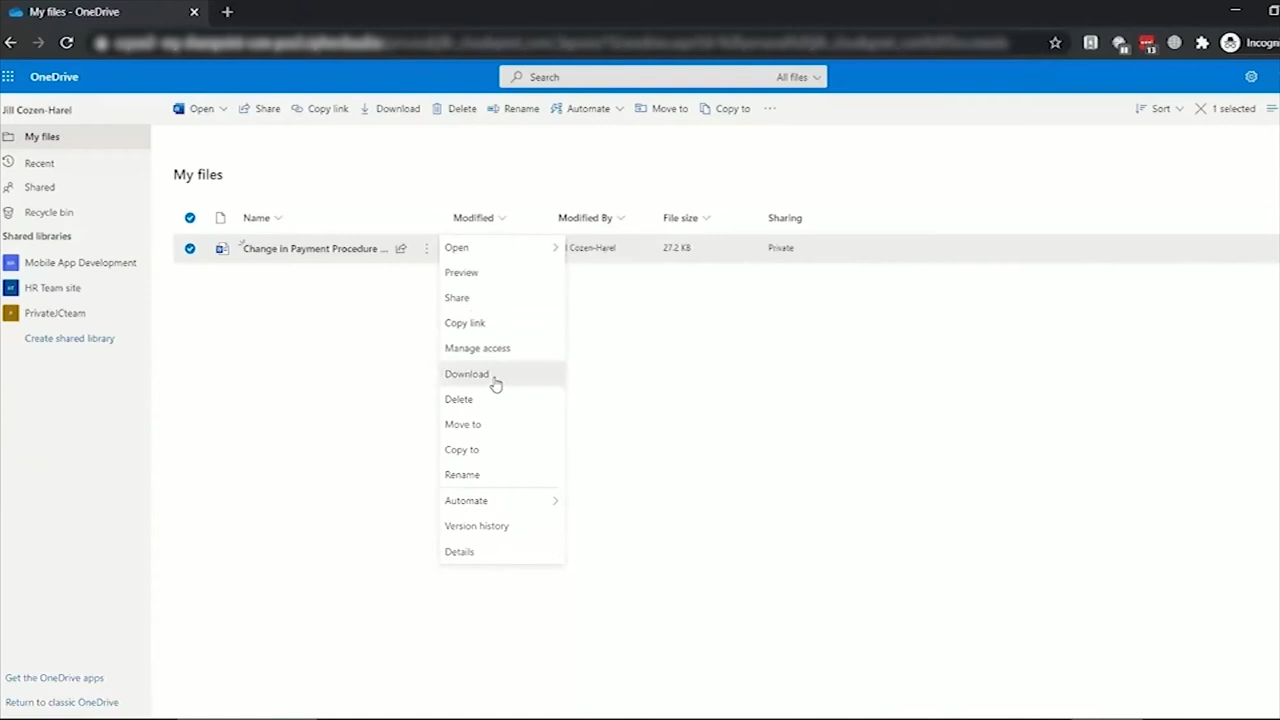 My files - OneDrive
Incogni
13
OneDrive
Search
All files
Jill Cozen-Harel
Open
Share
Copy link
Download
Delete
Rename
Automate
Move to
Copy to
Sort
1 selected
My files
Recent
Shared
Recycle bin
Shared libraries
Mobile App Development
HR Team site
PrivateJCteam
Create shared library
Get the OneDrive apps
Return to classic OneDrive
My files
Name
Modified
Modified By
File size
Sharing
Change in Payment Procedure ...
l Cozen-Harel
27.2 KB
Private
Open
Preview
Share
Copy link
Manage access
Download
Delete
Move to
Copy to
Rename
Automate
Version history
Details